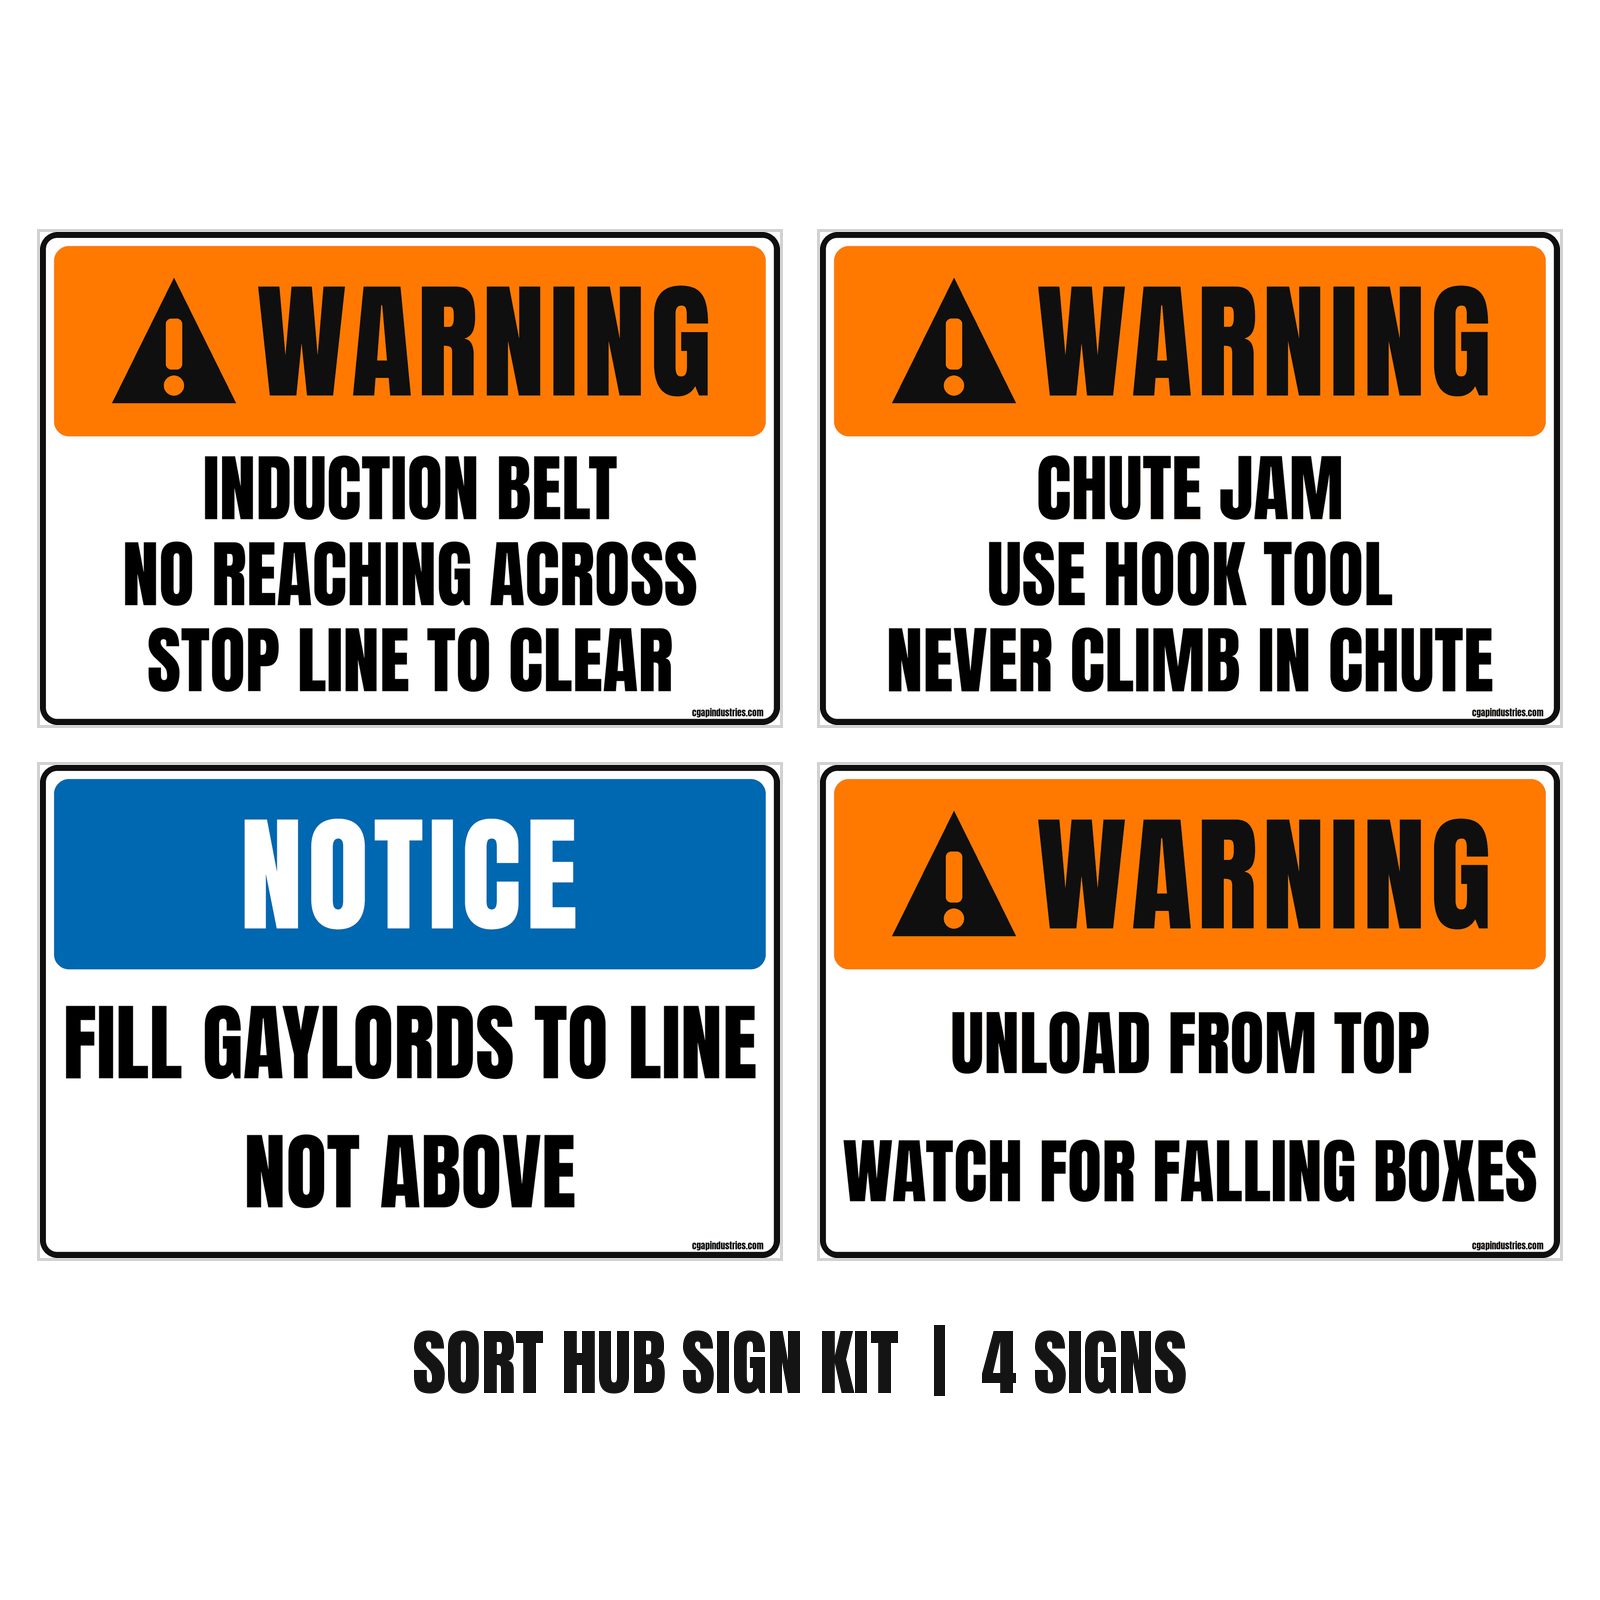 WARNING
INDUCTION BELT
NO REACHING ACROSS
STOP LINE TO CLEAR
cgapindustries.com
WARNING
CHUTE JAM
USE HOOK TOOL
NEVER CLIMB IN CHUTE
cgapindustries.com
NOTICE
FILL GAYLORDS TO LINE
NOT ABOVE
cgapindustries.com
WARNING
UNLOAD FROM TOP
WATCH FOR FALLING BOXES
cgapindustries.com
SORT HUB SIGN KIT | 4 SIGNS